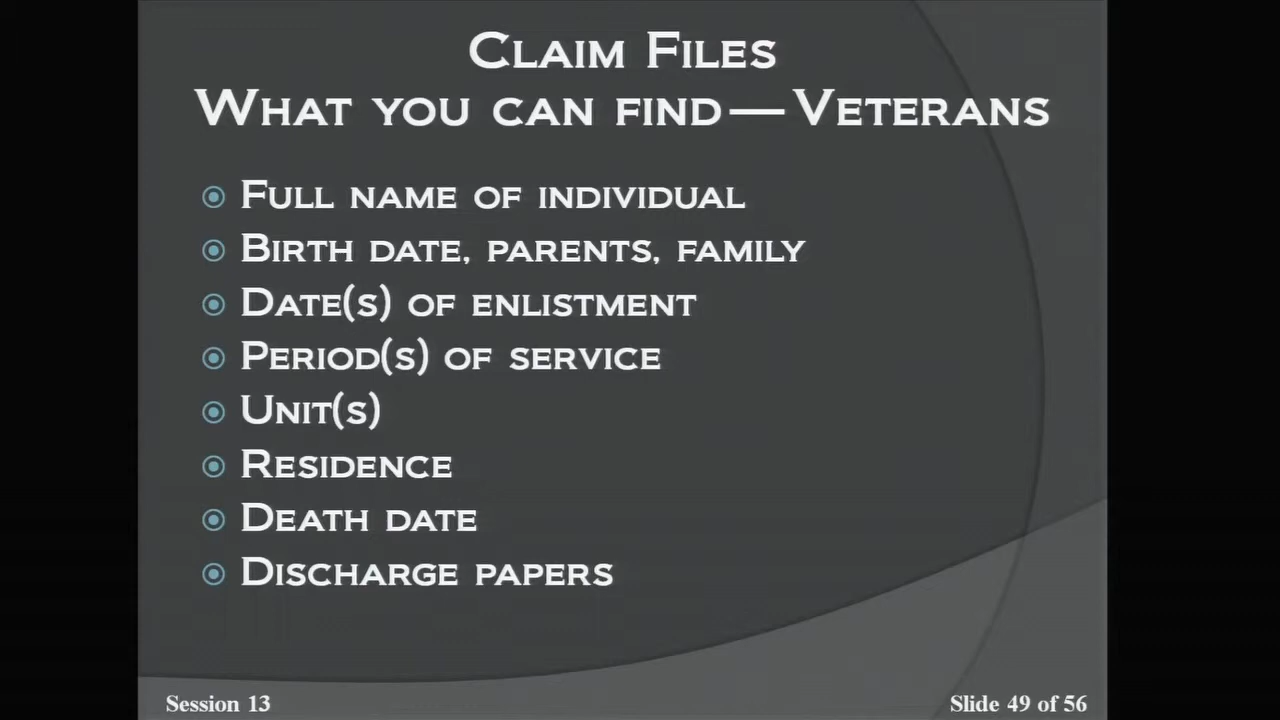 Claim Files
What you can find—Veterans
Full name of individual
Birth date, parents, family
Date(s) of enlistment
Period(s) of service
Unit(s)
Residence
Death date
Discharge papers
Session 13
Slide 49 of 56